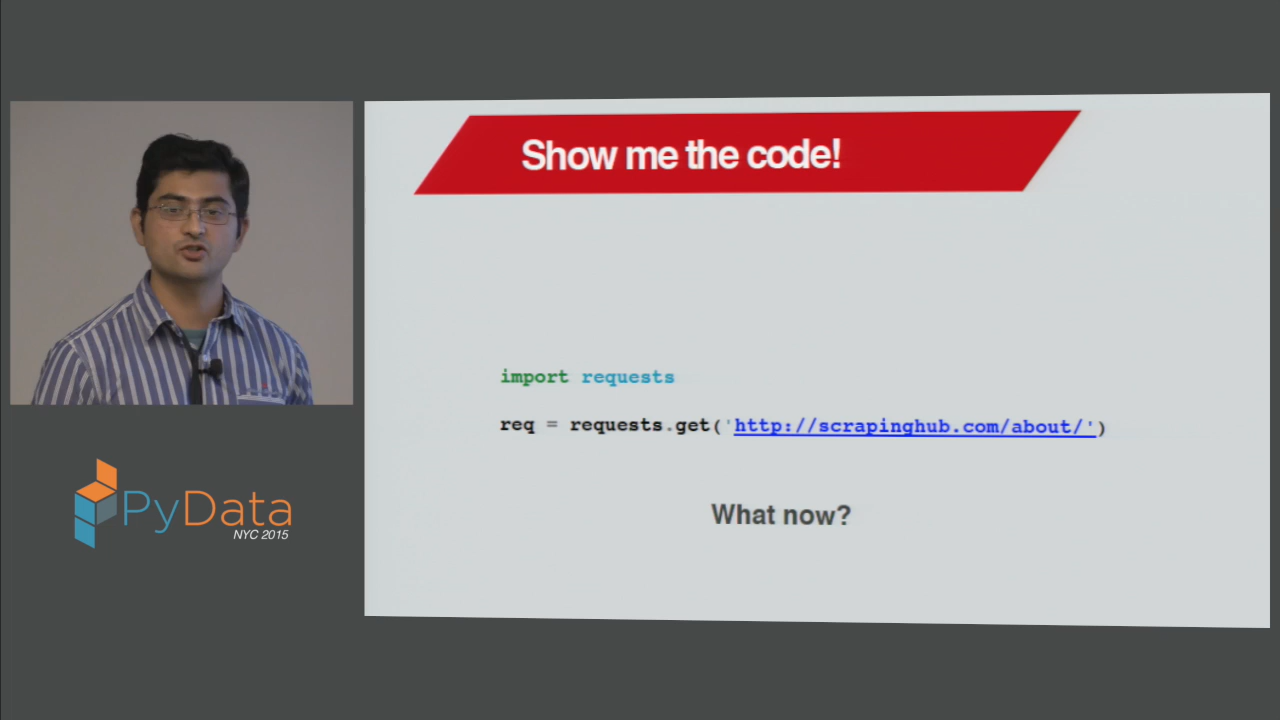 Show me the code!
import requests
req = requests.get('http://scrapinghub.com/about/')
What now?
PyData
NYC 2015